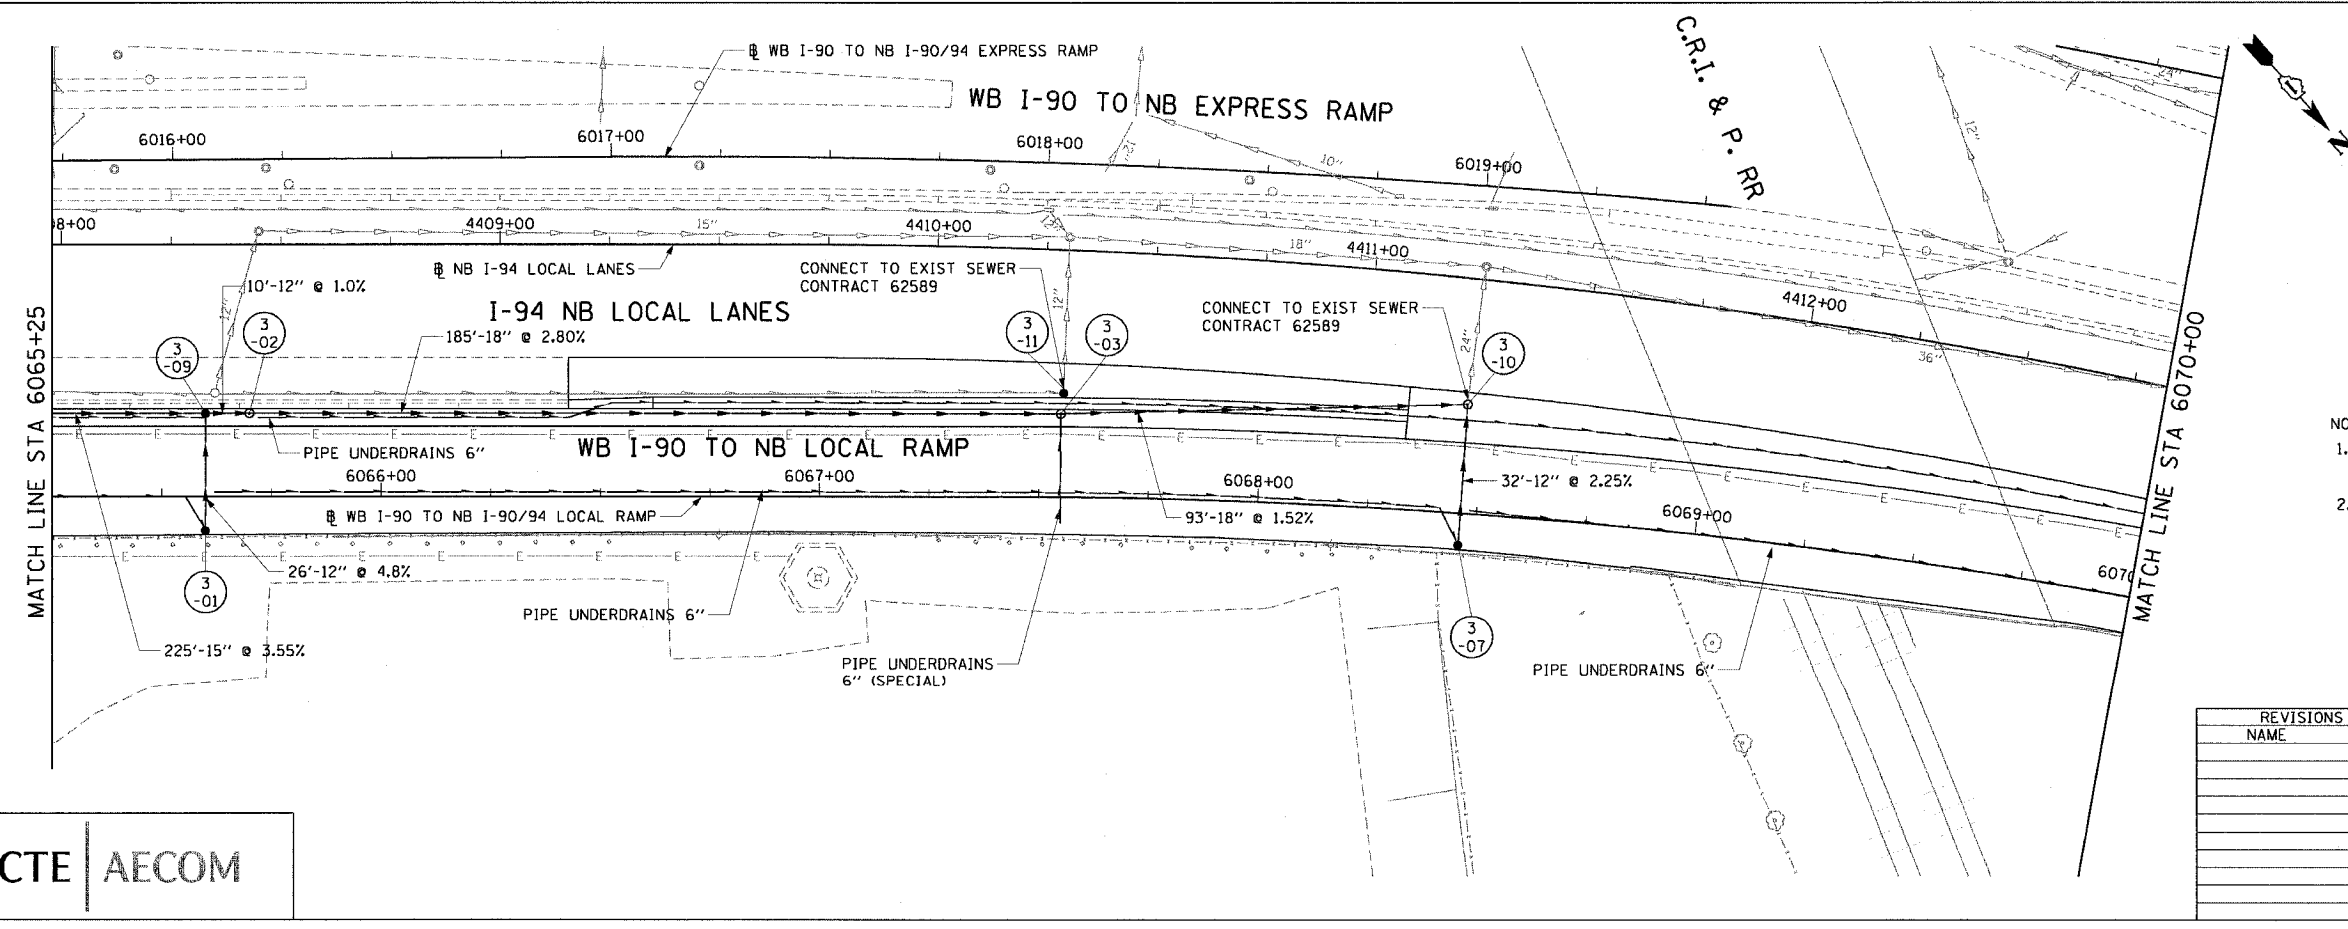 ℄ WB I-90 TO NB I-90/94 EXPRESS RAMP
WB I-90 TO NB EXPRESS RAMP
C.R.I. & P. RR
24"
12"
6016+00
6017+00
6018+00
6019+00
12"
10"
8+00
4409+00
15"
4410+00
18"
4411+00
4412+00
36"
℄ NB I-94 LOCAL LANES
CONNECT TO EXIST SEWER
CONTRACT 62589
10'-12" @ 1.0%
12"
12"
I-94 NB LOCAL LANES
CONNECT TO EXIST SEWER
CONTRACT 62589
24"
3
-09
3
-02
185'-18" @ 2.80%
3
-11
3
-03
3
-10
MATCH LINE STA 6065+25
MATCH LINE STA 6070+00
N
NO
1.
2.
PIPE UNDERDRAINS 6"
WB I-90 TO NB LOCAL RAMP
6066+00
6067+00
6068+00
6069+00
6070
℄ WB I-90 TO NB I-90/94 LOCAL RAMP
93'-18" @ 1.52%
32'-12" @ 2.25%
E E E E E E E E E E E E
26'-12" @ 4.8%
3
-01
PIPE UNDERDRAINS 6"
3
-07
225'-15" @ 3.55%
PIPE UNDERDRAINS
6" (SPECIAL)
PIPE UNDERDRAINS 6"
REVISIONS
NAME
CTE | AECOM